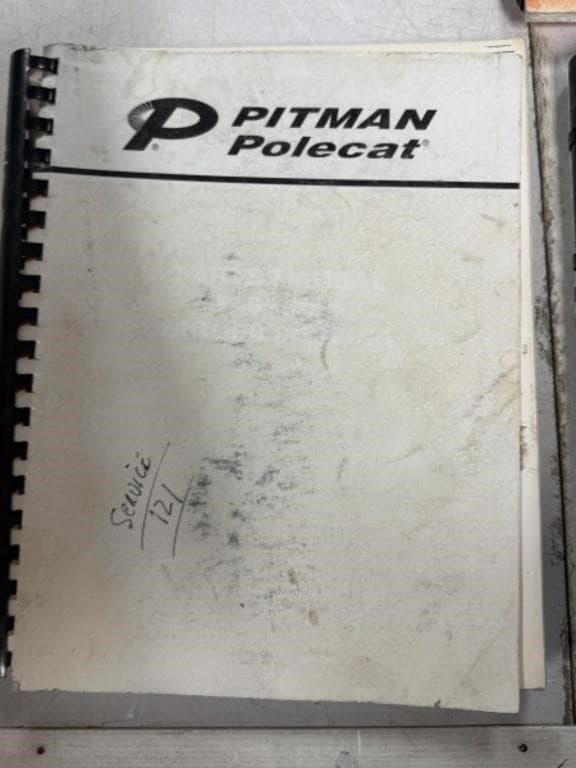 PITMAN
Polecat®
Service
121